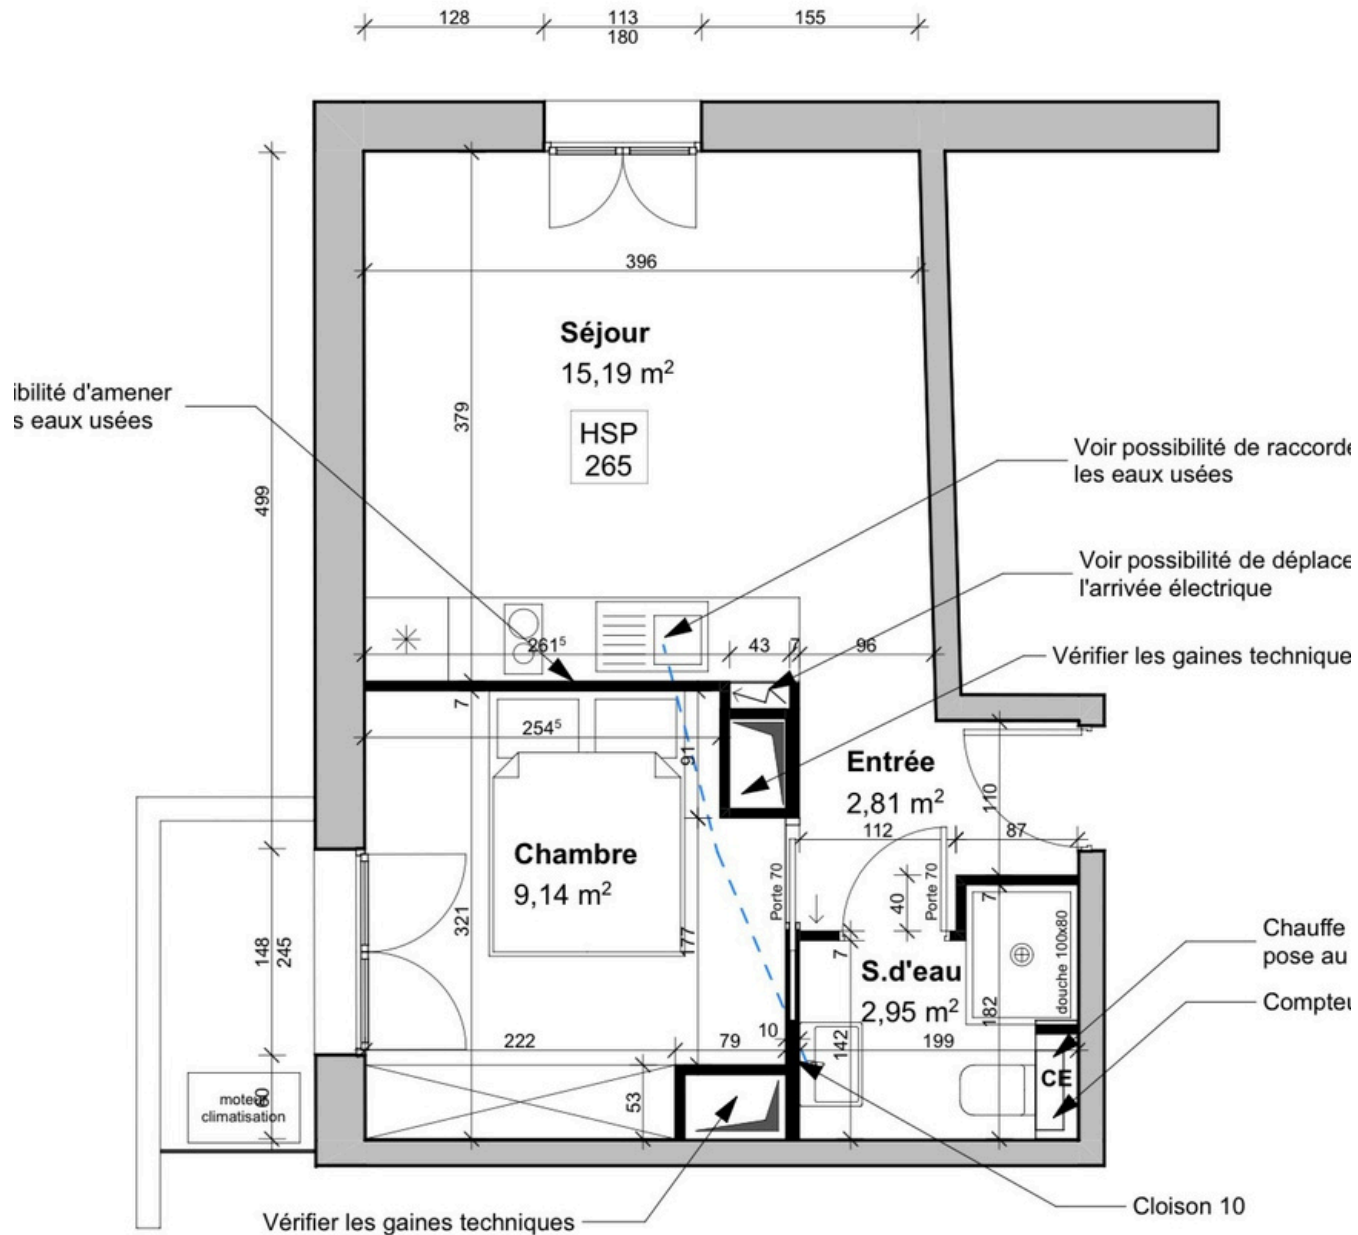 128
113
180
155
396
Séjour
15,19 m²
HSP
265
379
499
ibilité d'amener
s eaux usées
Voir possibilité de raccorde
les eaux usées
Voir possibilité de déplace
l'arrivée électrique
Vérifier les gaines technique
261⁵
43
7
96
7
254⁵
91
Entrée
2,81 m²
110
112
87
Chambre
9,14 m²
Porte 70
Porte 70
40
7
321
177
148
245
7
S.d'eau
2,95 m²
douche 100x80
182
Chauffe
pose au
Compteu
10
142
199
222
79
CE
53
60
moteur
climatisation
Cloison 10
Vérifier les gaines techniques